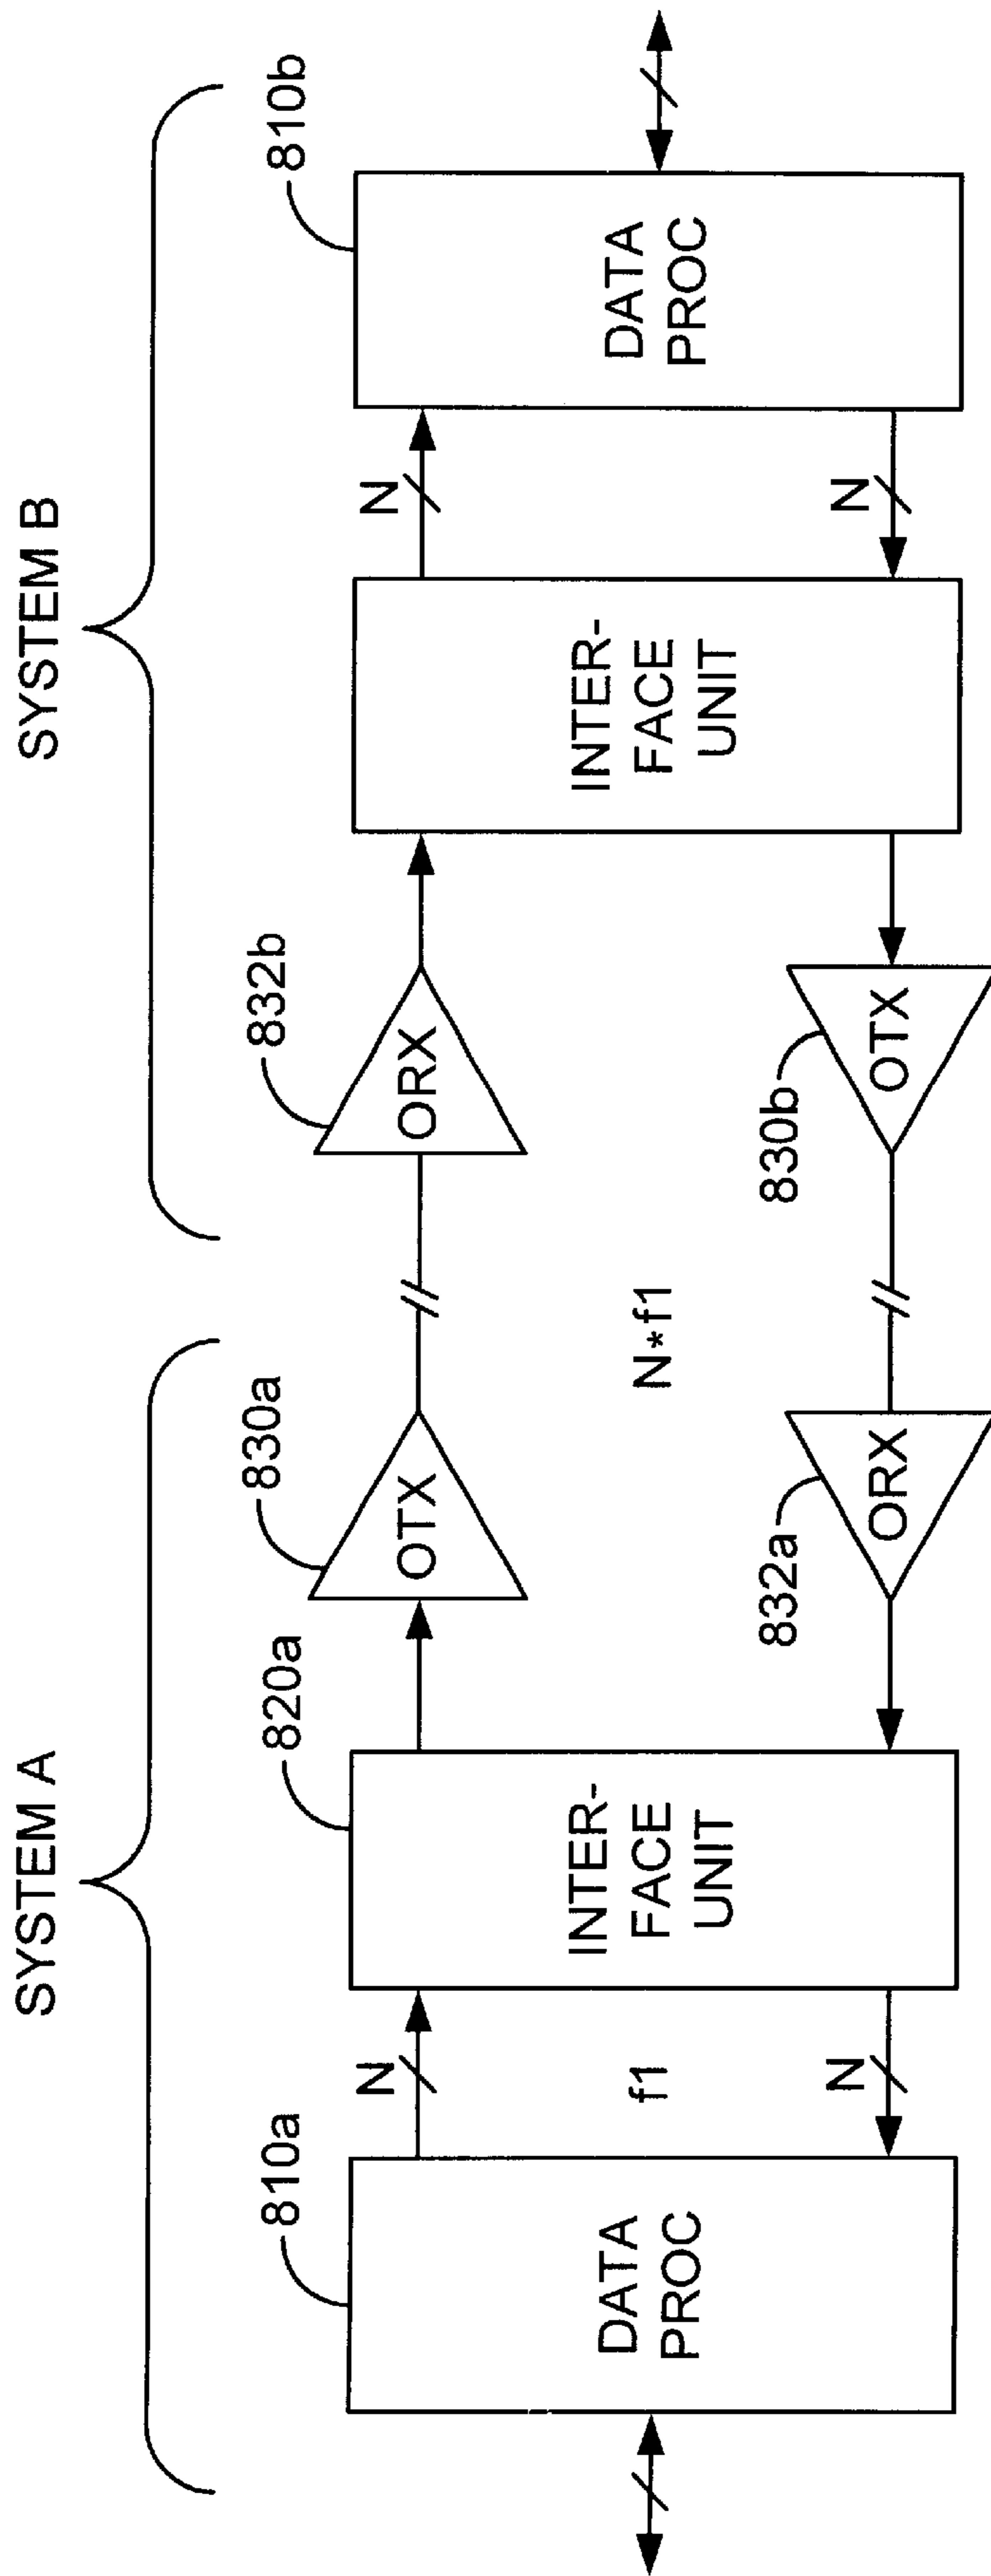 SYSTEM A
SYSTEM B
810a
DATA
PROC
N
f1
N
820a
INTER-
FACE
UNIT
830a
OTX
832a
ORX
N*f1
832b
ORX
830b
OTX
INTER-
FACE
UNIT
N
N
810b
DATA
PROC